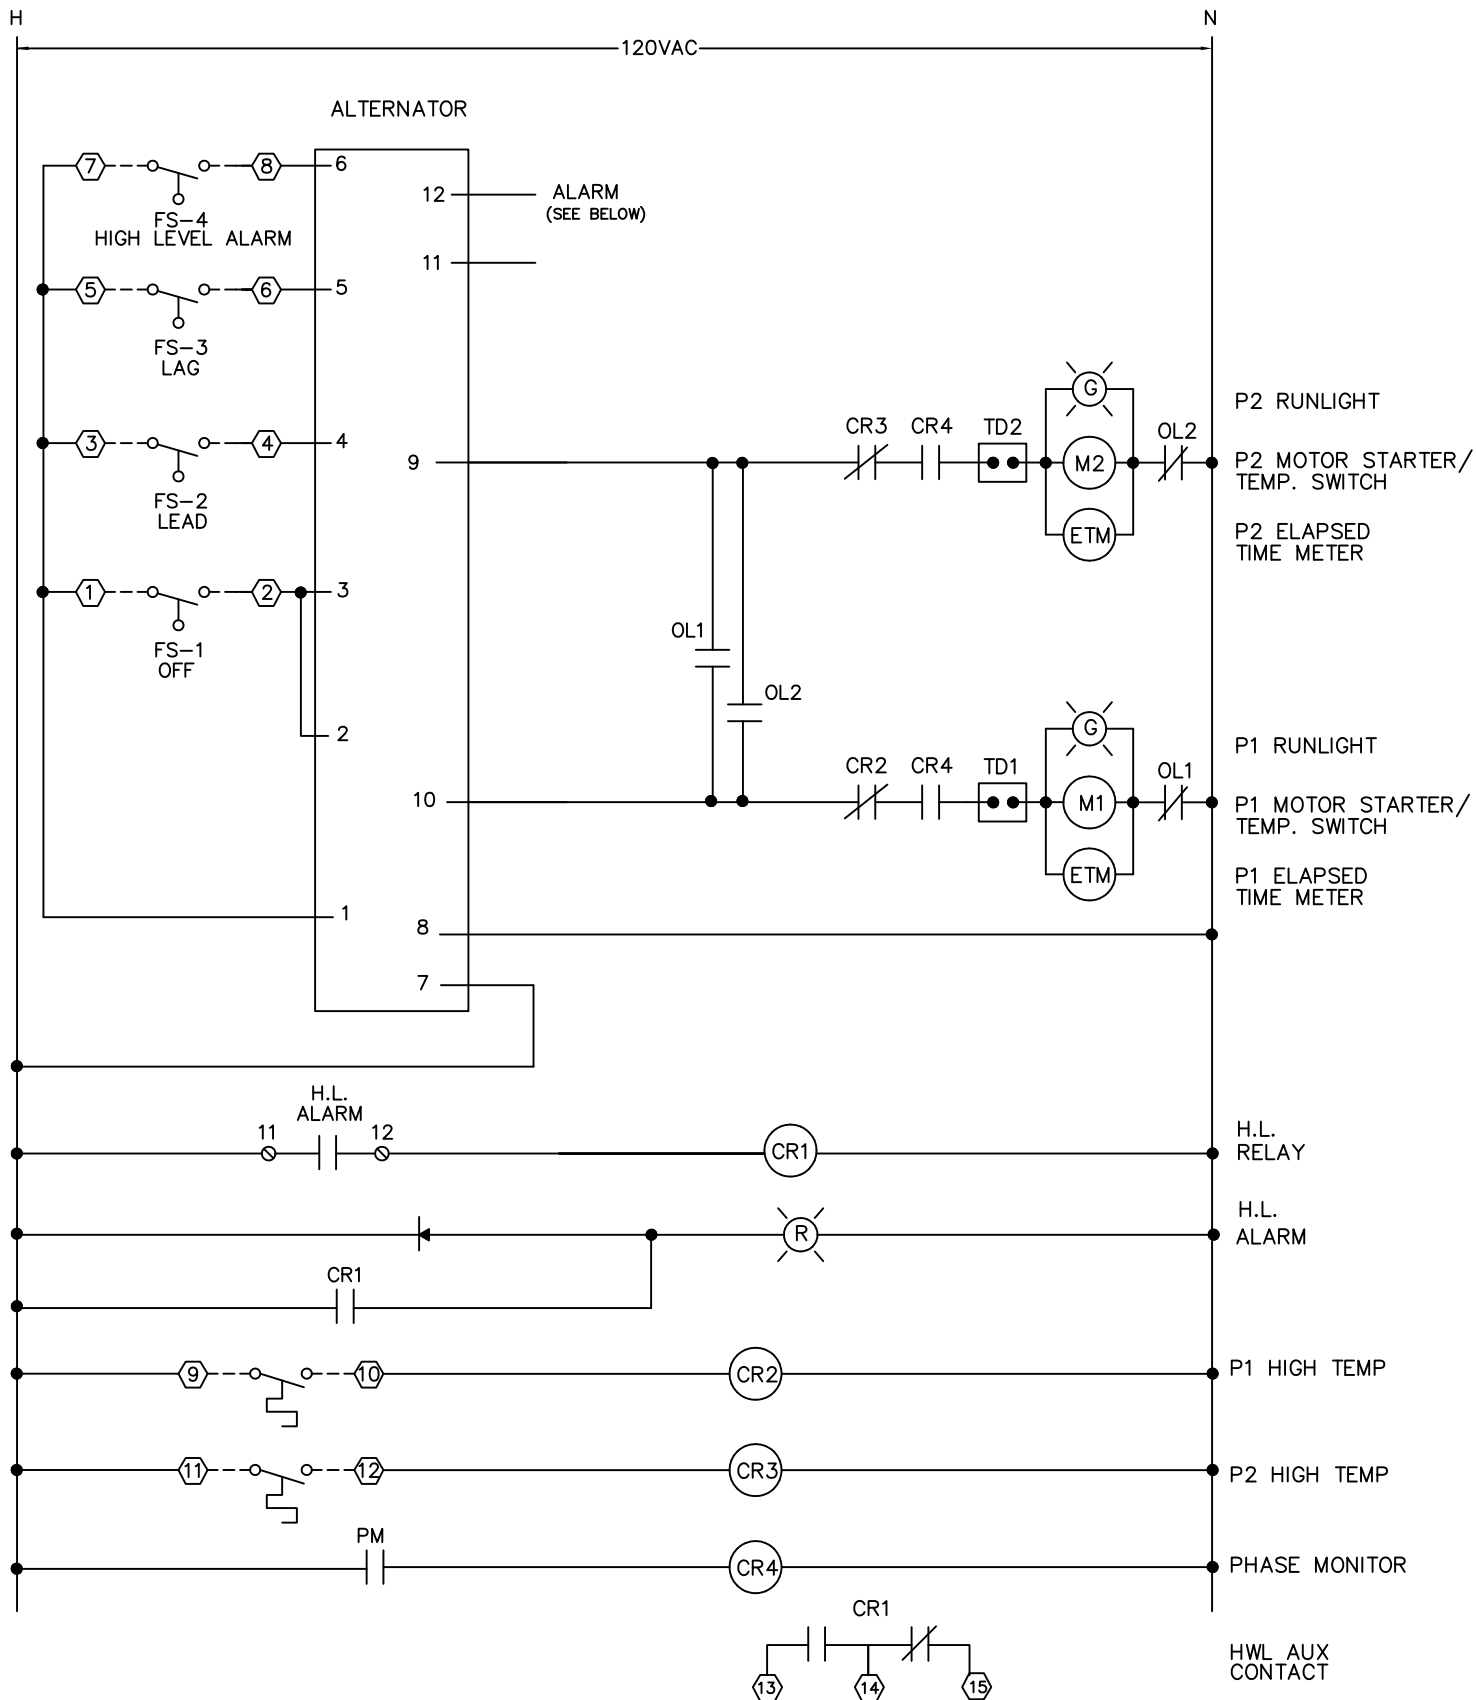 H
N
120VAC
ALTERNATOR
7
8
6
FS-4
HIGH LEVEL ALARM
12
ALARM
(SEE BELOW)
11
5
6
5
FS-3
LAG
3
4
4
FS-2
LEAD
9
CR3
CR4
TD2
G
M2
ETM
OL2
P2 RUNLIGHT
P2 MOTOR STARTER/
TEMP. SWITCH
P2 ELAPSED
TIME METER
1
2
3
FS-1
OFF
2
OL1
OL2
10
CR2
CR4
TD1
G
M1
ETM
OL1
P1 RUNLIGHT
P1 MOTOR STARTER/
TEMP. SWITCH
P1 ELAPSED
TIME METER
1
8
7
H.L.
ALARM
11
12
CR1
H.L.
RELAY
R
H.L.
ALARM
CR1
9
10
CR2
P1 HIGH TEMP
11
12
CR3
P2 HIGH TEMP
PM
CR4
PHASE MONITOR
CR1
13
14
15
HWL AUX
CONTACT